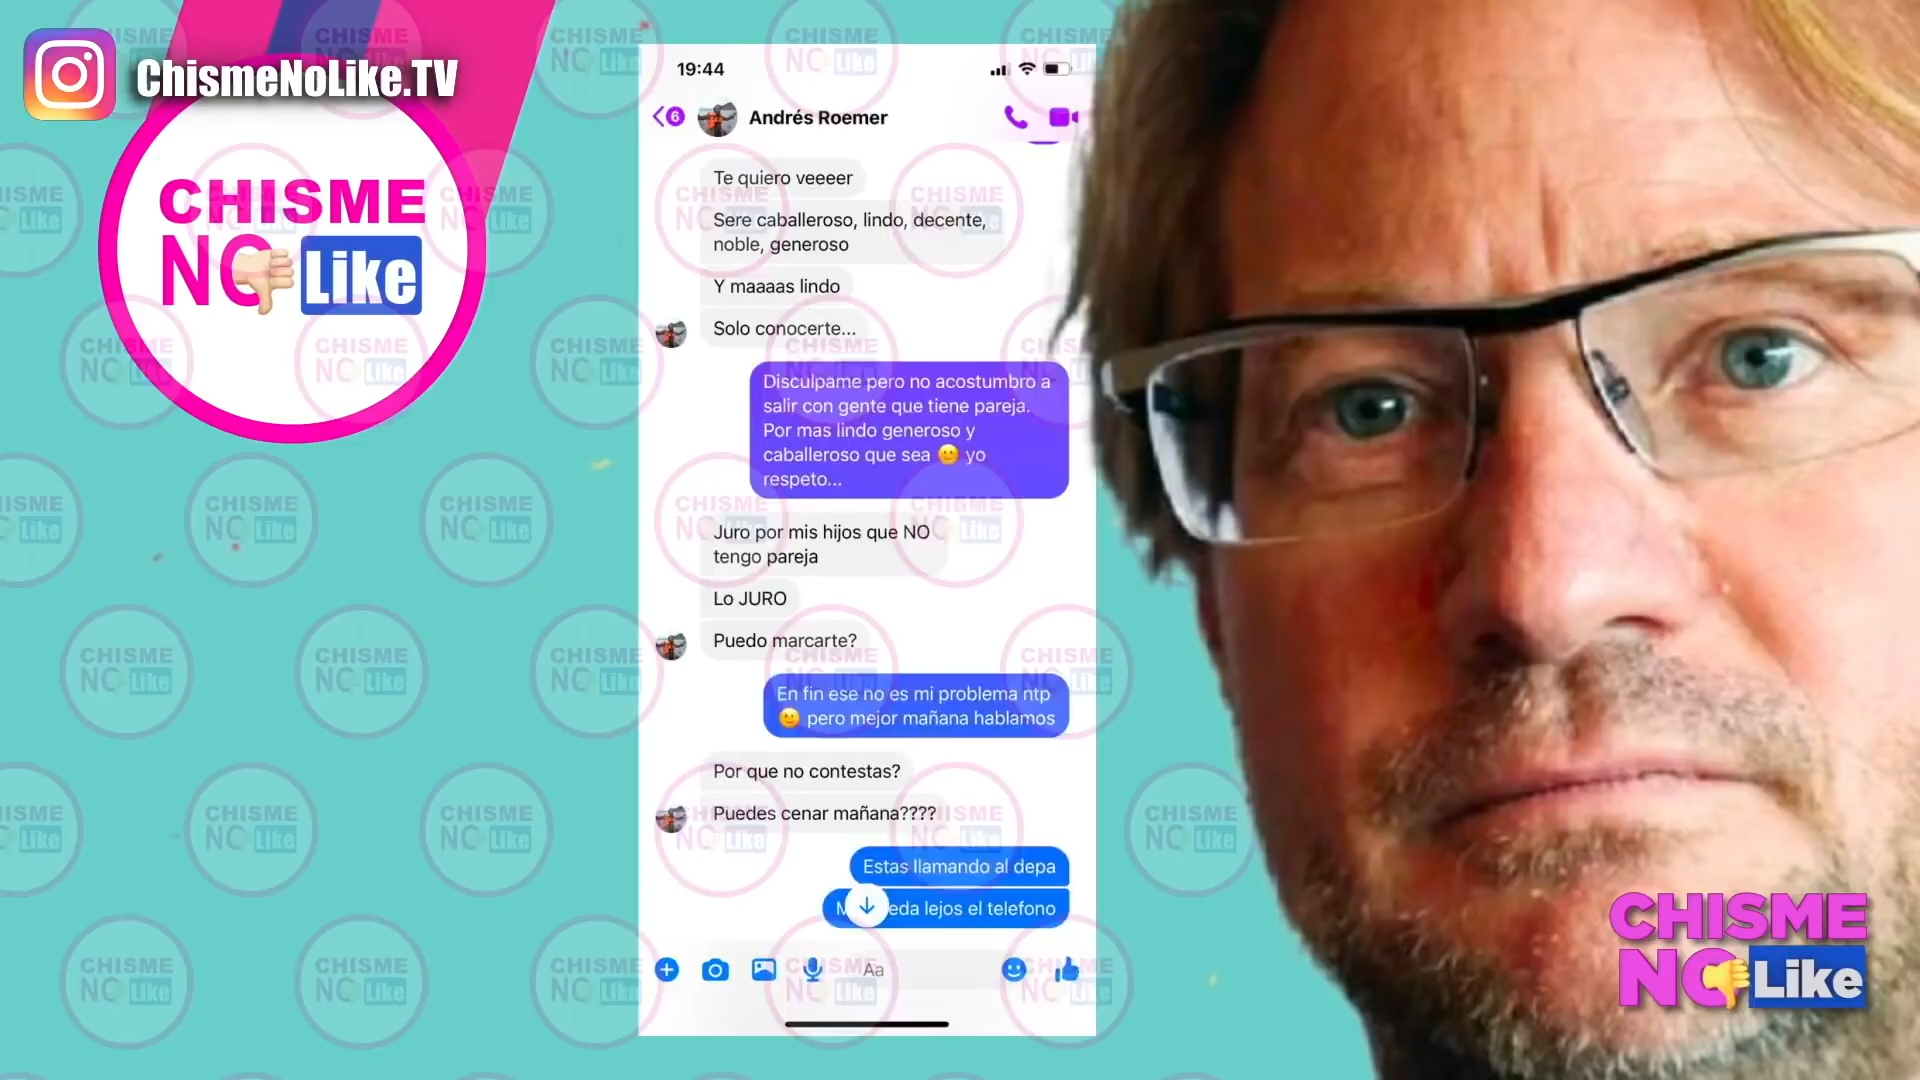 ChismeNoLike.TV
CHISME
NO Like
19:44
6
Andrés Roemer
Te quiero veeeer
Sere caballeroso, lindo, decente,
noble, generoso
Y maaaas lindo
Solo conocerte...
Disculpame pero no acostumbro a
salir con gente que tiene pareja.
Por mas lindo generoso y
caballeroso que sea 🙂 yo
respeto...
Juro por mis hijos que NO
tengo pareja
Lo JURO
Puedo marcarte?
En fin ese no es mi problema ntp
🙂 pero mejor mañana hablamos
Por que no contestas?
Puedes cenar mañana????
Estas llamando al depa
lejos el telefono
Aa
CHISME
NO Like